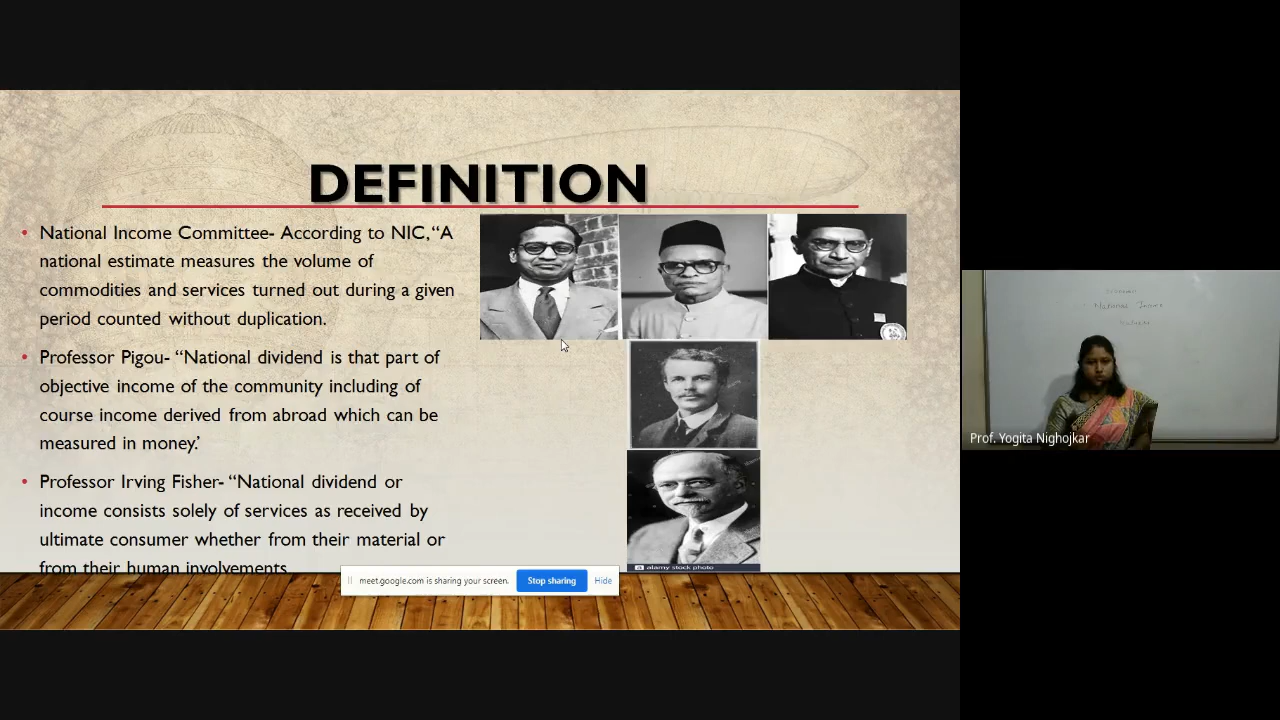 DEFINITION
• National Income Committee- According to NIC,“A
national estimate measures the volume of
commodities and services turned out during a given
period counted without duplication.
• Professor Pigou- “National dividend is that part of
objective income of the community including of
course income derived from abroad which can be
measured in money.’
• Professor Irving Fisher- “National dividend or
income consists solely of services as received by
ultimate consumer whether from their material or
from their human involvements
a alamy stock photo
meet.google.com is sharing your screen.
Stop sharing
Hide
National Income
Prof. Yogita Nighojkar